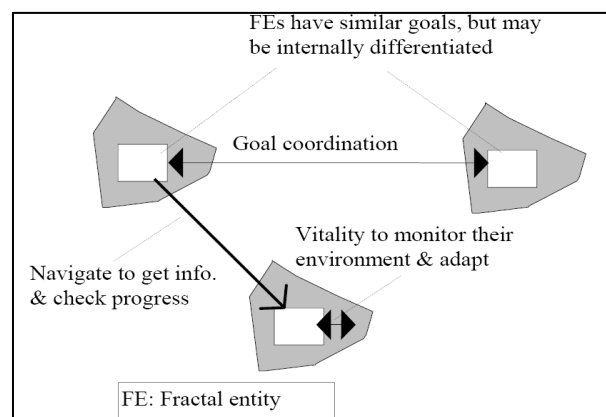 FEs have similar goals, but may
be internally differentiated
Goal coordination
Vitality to monitor their
environment & adapt
Navigate to get info.
& check progress
FE: Fractal entity